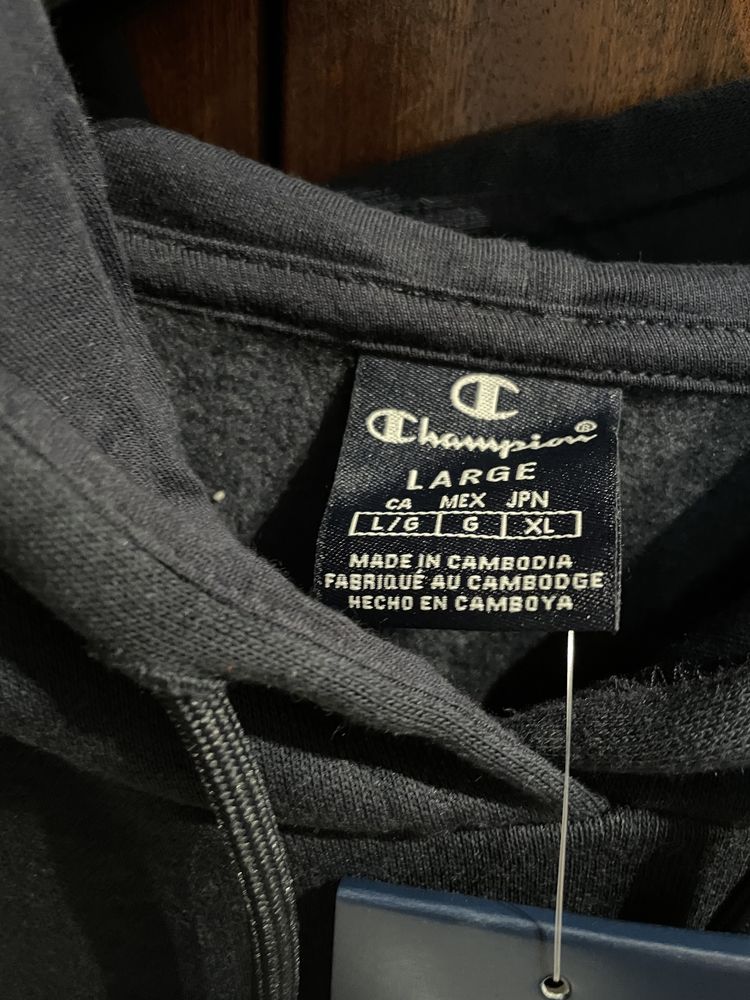 Champion®
LARGE
CA MEX JPN
L/G G XL
MADE IN CAMBODIA
FABRIQUÉ AU CAMBODGE
HECHO EN CAMBOYA